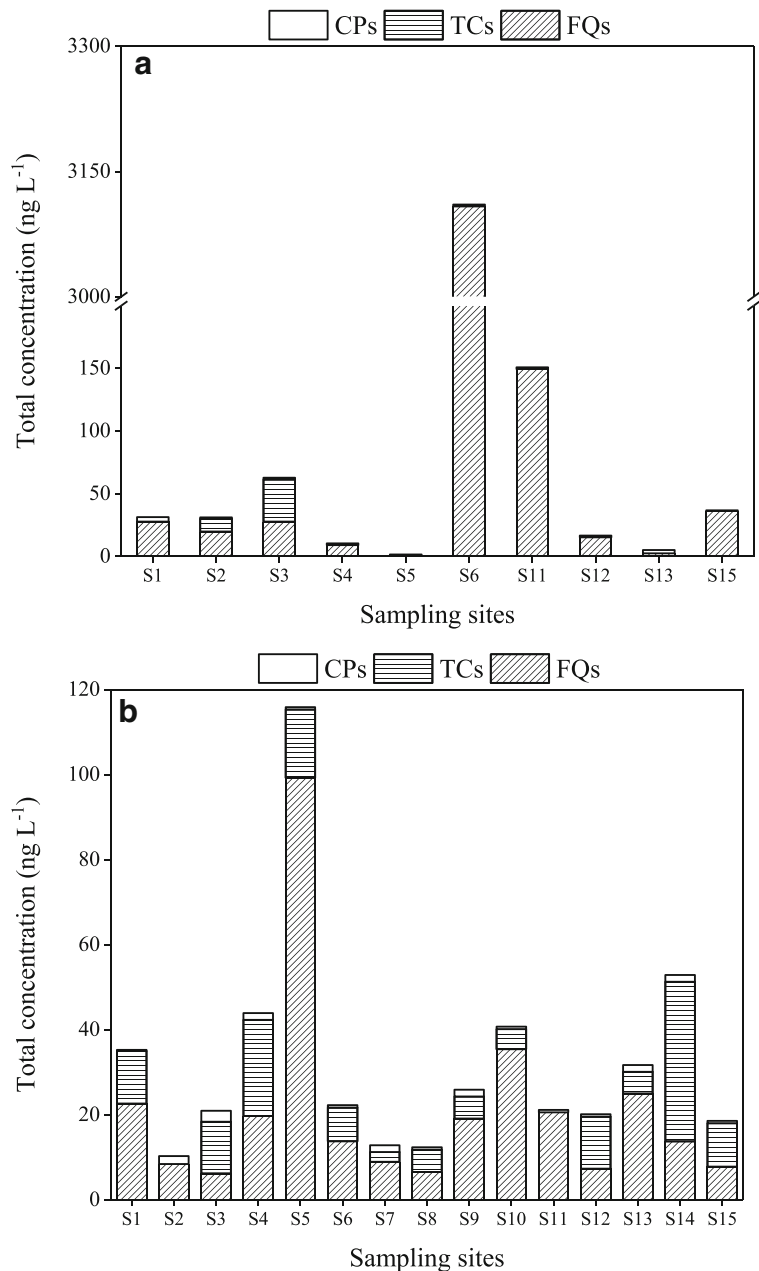 CPs TCs FQs
a
3300
3150
3000
150
100
50
0
Total concentration (ng L⁻¹)
S1 S2 S3 S4 S5 S6 S11 S12 S13 S15
Sampling sites
CPs TCs FQs
b
120
100
80
60
40
20
0
Total concentration (ng L⁻¹)
S1 S2 S3 S4 S5 S6 S7 S8 S9 S10 S11 S12 S13 S14 S15
Sampling sites